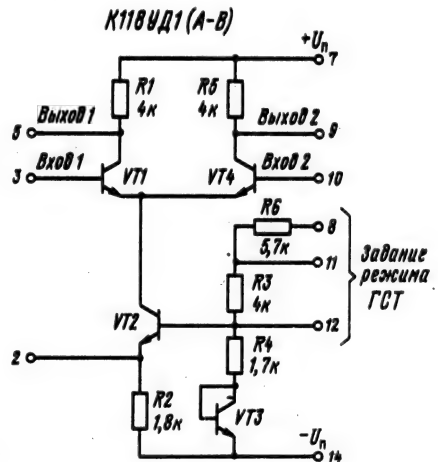 К118УД1 (А-В)
+Uп
7
R1
4к
R5
4к
5
Выход 1
Выход 2
9
3
Вход 1
VT1
VT4
Вход 2
10
R6
5,7к
8
11
Задание
режима
ГСТ
R3
4к
VT2
12
2
R4
1,7к
R2
1,8к
VT3
-Uп
14